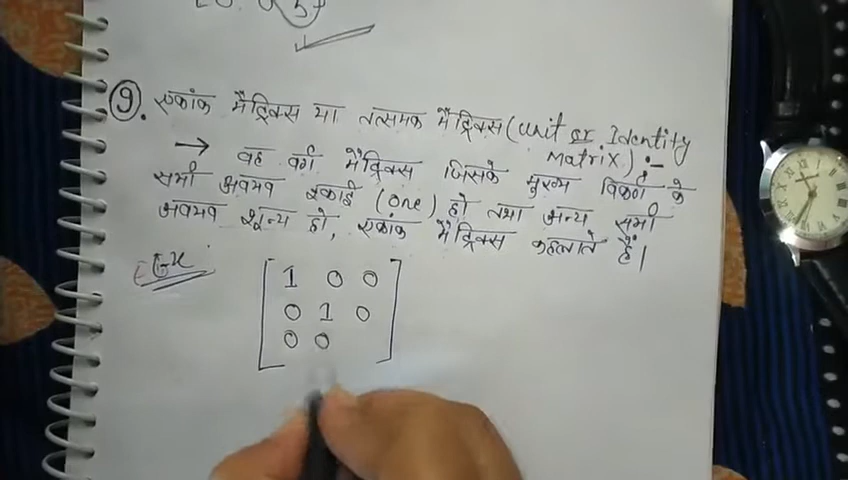 9. एकांक मैट्रिक्स या तत्समक मैट्रिक्स (Unit or Identity
Matrix) :-
→ वह वर्ग मैट्रिक्स जिसके मुख्य विकर्ण के
सभी अवयव इकाई (one) हो तथा अन्य सभी
अवयव शून्य हो, एकांक मैट्रिक्स कहलाते हैं।
Ex
1 0 0
0 1 0
0 0